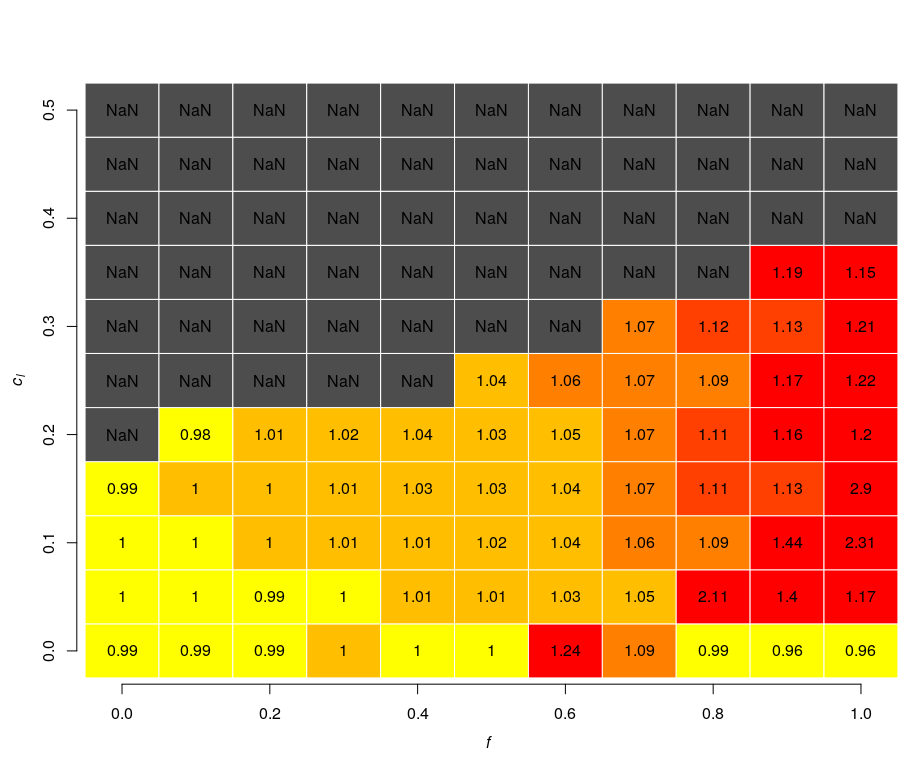 0.5 NaN NaN NaN NaN NaN NaN NaN NaN NaN NaN NaN
NaN NaN NaN NaN NaN NaN NaN NaN NaN NaN NaN
0.4 NaN NaN NaN NaN NaN NaN NaN NaN NaN NaN NaN
NaN NaN NaN NaN NaN NaN NaN NaN NaN 1.19 1.15
0.3 NaN NaN NaN NaN NaN NaN NaN 1.07 1.12 1.13 1.21
cl NaN NaN NaN NaN NaN 1.04 1.06 1.07 1.09 1.17 1.22
0.2 NaN 0.98 1.01 1.02 1.04 1.03 1.05 1.07 1.11 1.16 1.2
0.99 1 1 1.01 1.03 1.03 1.04 1.07 1.11 1.13 2.9
0.1 1 1 1 1.01 1.01 1.02 1.04 1.06 1.09 1.44 2.31
1 1 0.99 1 1.01 1.01 1.03 1.05 2.11 1.4 1.17
0.0 0.99 0.99 0.99 1 1 1 1.24 1.09 0.99 0.96 0.96
0.0 0.2 0.4 0.6 0.8 1.0
f